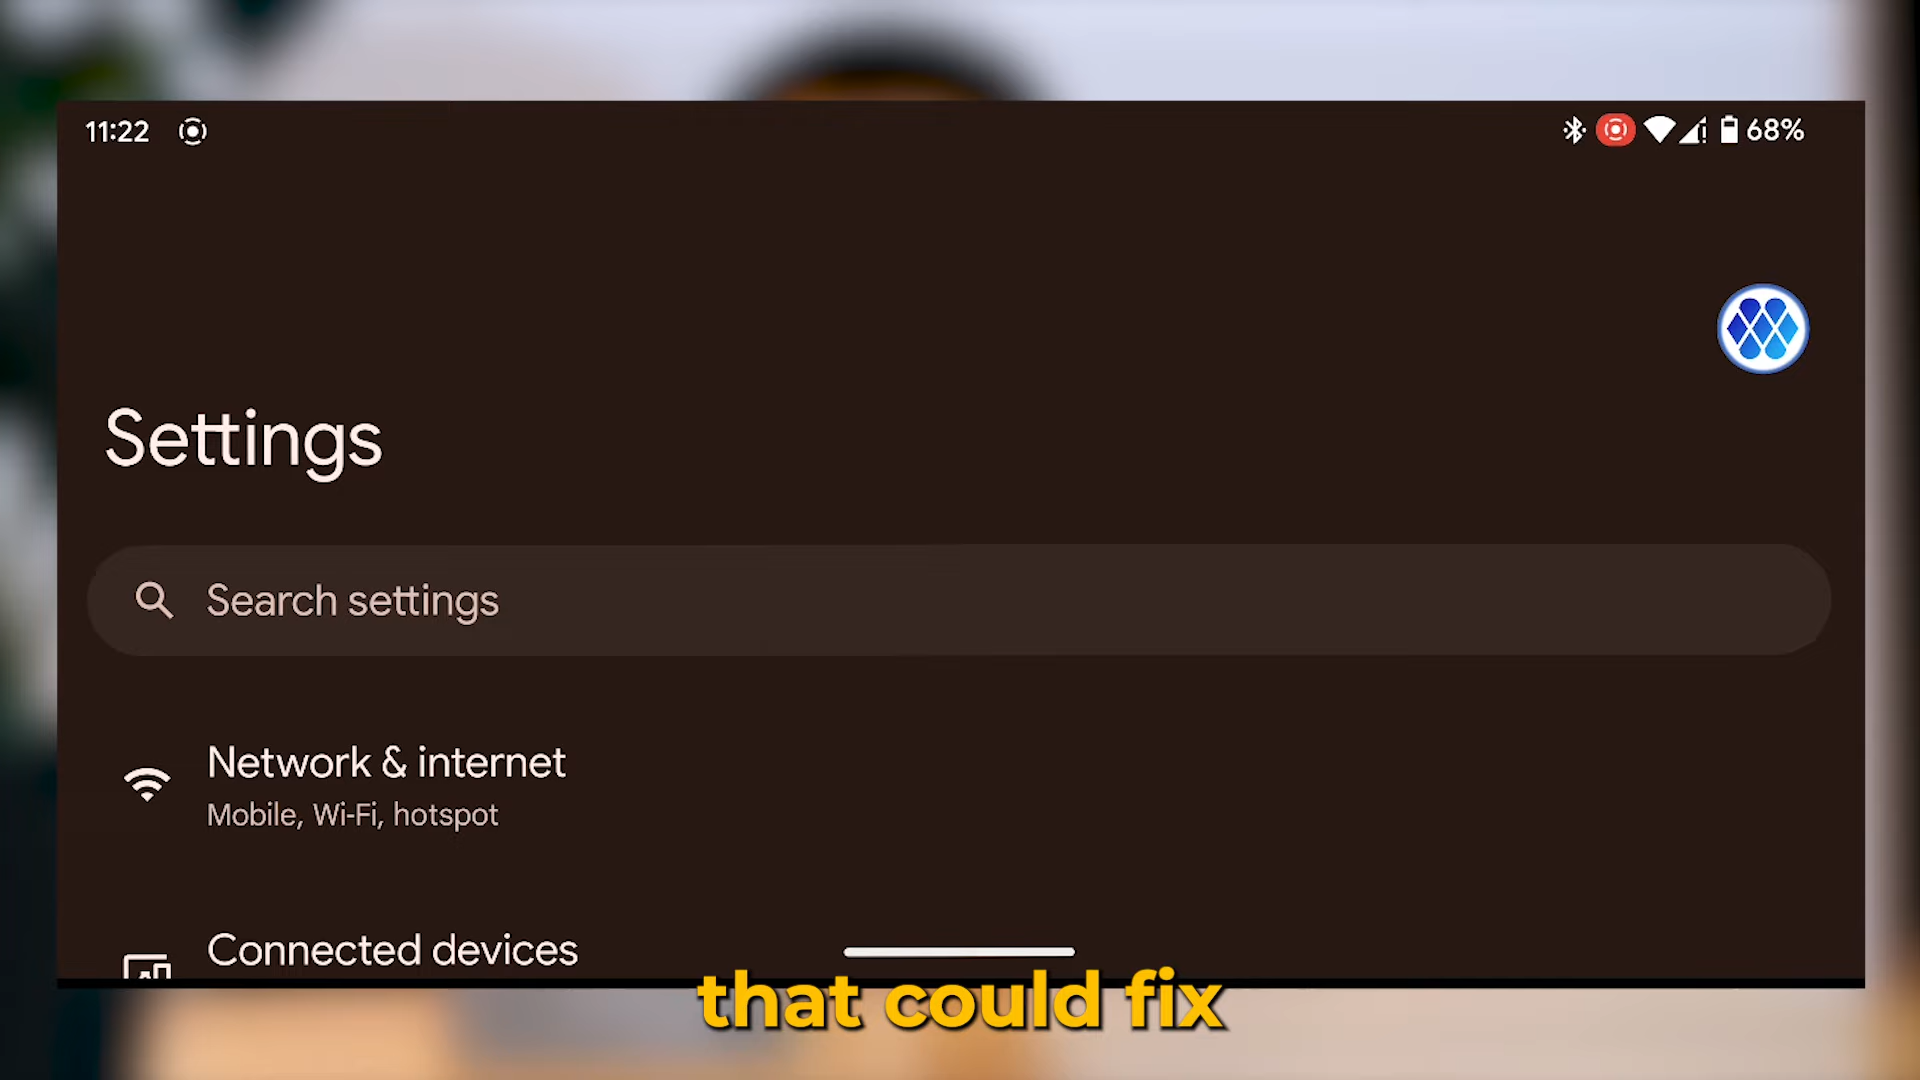 11:22
68%
Settings
Search settings
Network & internet
Mobile, Wi-Fi, hotspot
Connected devices
that could fix